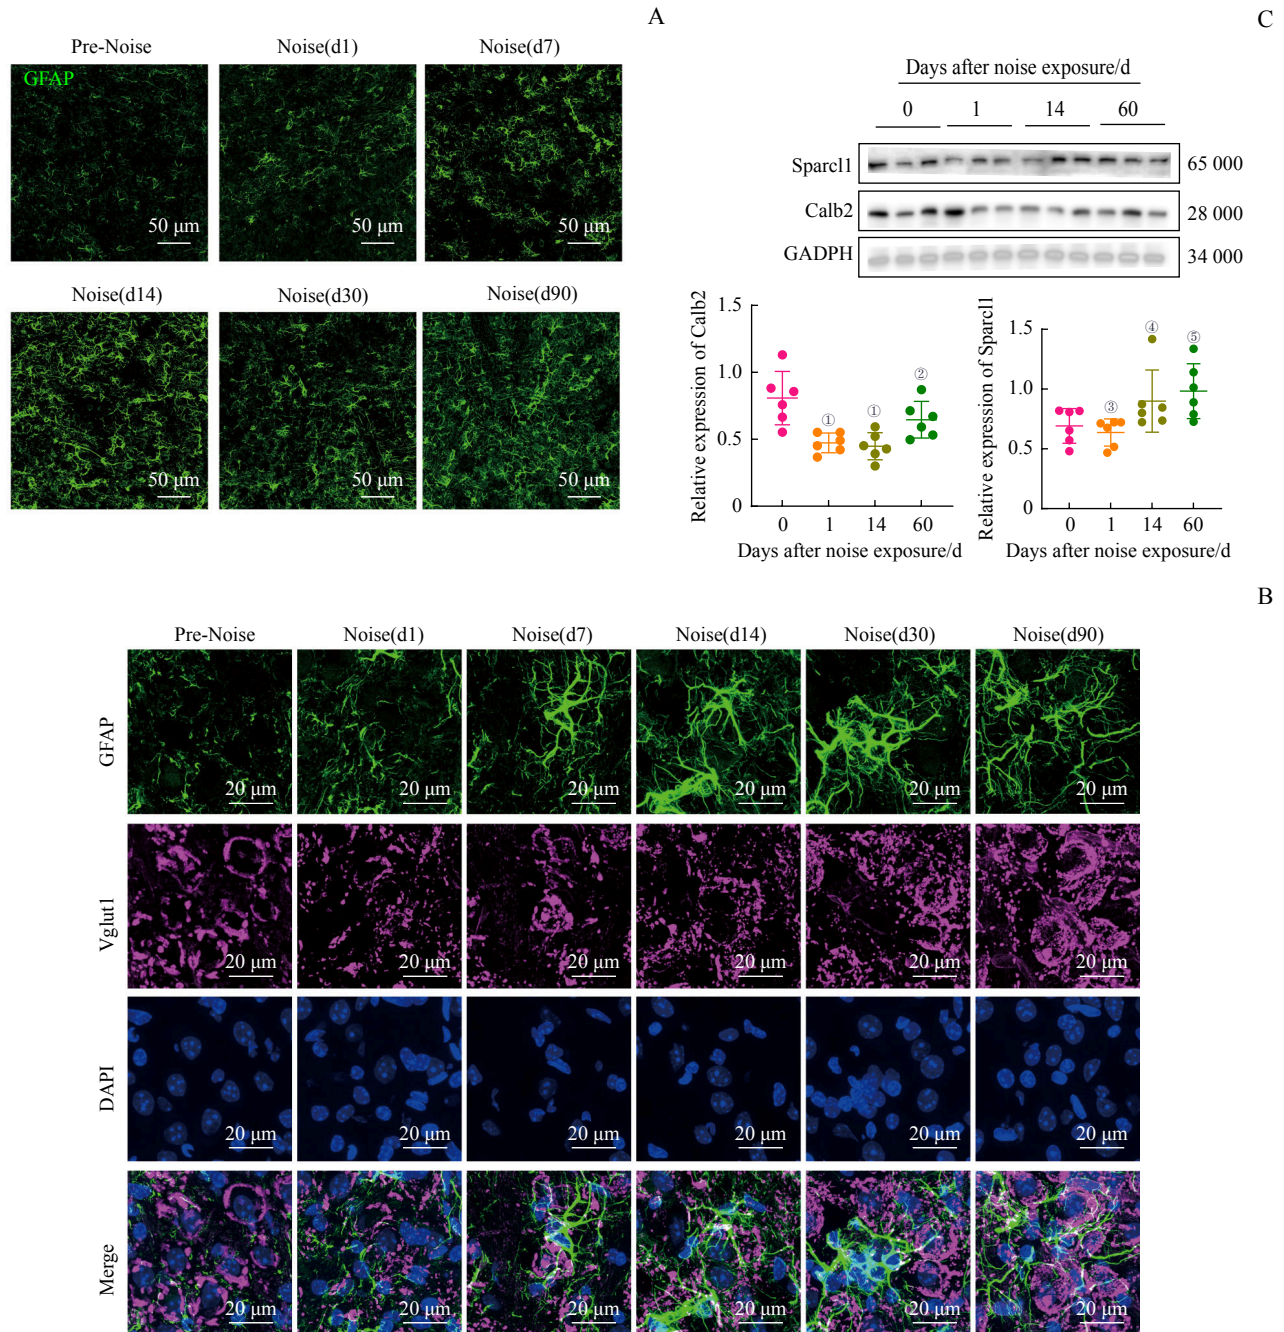 A
Pre-Noise Noise(d1) Noise(d7)
GFAP
50 μm 50 μm 50 μm
Noise(d14) Noise(d30) Noise(d90)
50 μm 50 μm 50 μm
C
Days after noise exposure/d
0 1 14 60
Sparcl1 65 000
Calb2 28 000
GADPH 34 000
Relative expression of Calb2
1.5
1.0
0.5
0
① ① ②
0 1 14 60
Days after noise exposure/d
Relative expression of Sparcl1
1.5
1.0
0.5
0
③ ④ ⑤
0 1 14 60
Days after noise exposure/d
B
Pre-Noise Noise(d1) Noise(d7) Noise(d14) Noise(d30) Noise(d90)
GFAP
20 μm 20 μm 20 μm 20 μm 20 μm 20 μm
Vglut1
20 μm 20 μm 20 μm 20 μm 20 μm 20 μm
DAPI
20 μm 20 μm 20 μm 20 μm 20 μm 20 μm
Merge
20 μm 20 μm 20 μm 20 μm 20 μm 20 μm